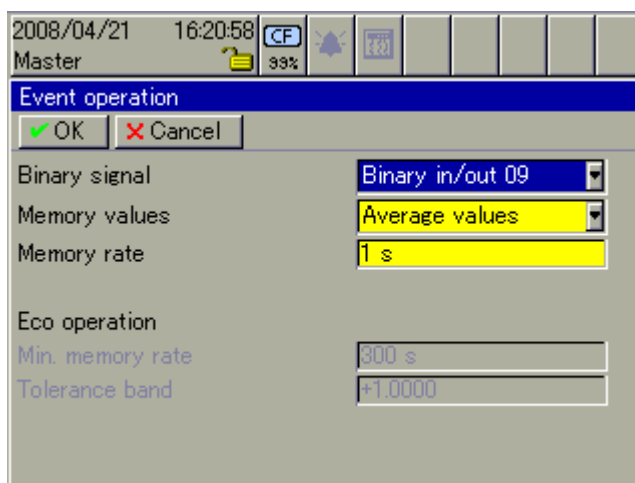 2008/04/21 16:20:58 CF
Master 99%
Event operation
OK Cancel
Binary signal Binary in/out 09
Memory values Average values
Memory rate 1 s
Eco operation
Min. memory rate 300 s
Tolerance band +1.0000